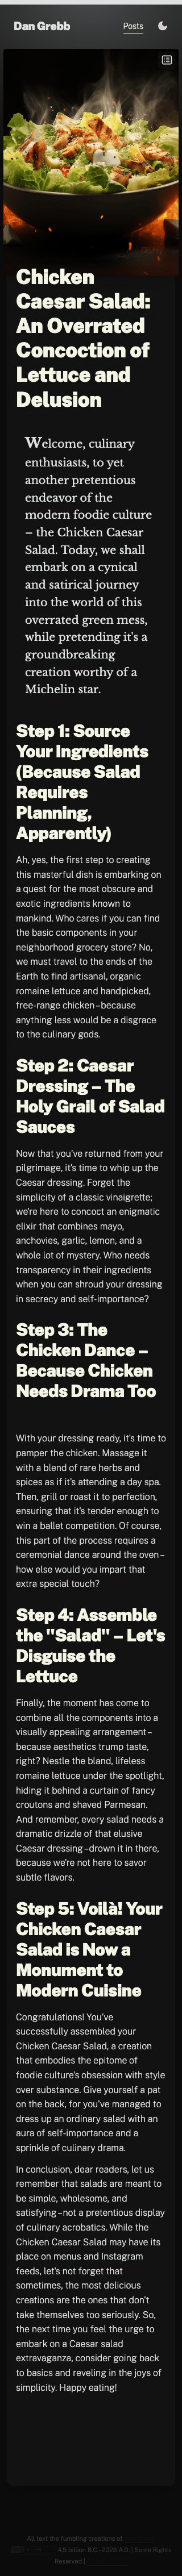 Dan Grebb
Posts
Chicken
Caesar Salad:
An Overrated
Concoction of
Lettuce and
Delusion
Welcome, culinary
enthusiasts, to yet
another pretentious
endeavor of the
modern foodie culture
– the Chicken Caesar
Salad. Today, we shall
embark on a cynical
and satirical journey
into the world of this
overrated green mess,
while pretending it's a
groundbreaking
creation worthy of a
Michelin star.
Step 1: Source
Your Ingredients
(Because Salad
Requires
Planning,
Apparently)
Ah, yes, the first step to creating
this masterful dish is embarking on
a quest for the most obscure and
exotic ingredients known to
mankind. Who cares if you can find
the basic components in your
neighborhood grocery store? No,
we must travel to the ends of the
Earth to find artisanal, organic
romaine lettuce and handpicked,
free-range chicken – because
anything less would be a disgrace
to the culinary gods.
Step 2: Caesar
Dressing – The
Holy Grail of Salad
Sauces
Now that you've returned from your
pilgrimage, it's time to whip up the
Caesar dressing. Forget the
simplicity of a classic vinaigrette;
we're here to concoct an enigmatic
elixir that combines mayo,
anchovies, garlic, lemon, and a
whole lot of mystery. Who needs
transparency in their ingredients
when you can shroud your dressing
in secrecy and self-importance?
Step 3: The
Chicken Dance –
Because Chicken
Needs Drama Too
With your dressing ready, it's time to
pamper the chicken. Massage it
with a blend of rare herbs and
spices as if it's attending a day spa.
Then, grill or roast it to perfection,
ensuring that it's tender enough to
win a ballet competition. Of course,
this part of the process requires a
ceremonial dance around the oven –
how else would you impart that
extra special touch?
Step 4: Assemble
the "Salad" – Let's
Disguise the
Lettuce
Finally, the moment has come to
combine all the components into a
visually appealing arrangement –
because aesthetics trump taste,
right? Nestle the bland, lifeless
romaine lettuce under the spotlight,
hiding it behind a curtain of fancy
croutons and shaved Parmesan.
And remember, every salad needs a
dramatic drizzle of that elusive
Caesar dressing – drown it in there,
because we're not here to savor
subtle flavors.
Step 5: Voilà! Your
Chicken Caesar
Salad is Now a
Monument to
Modern Cuisine
Congratulations! You've
successfully assembled your
Chicken Caesar Salad, a creation
that embodies the epitome of
foodie culture's obsession with style
over substance. Give yourself a pat
on the back, for you've managed to
dress up an ordinary salad with an
aura of self-importance and a
sprinkle of culinary drama.
In conclusion, dear readers, let us
remember that salads are meant to
be simple, wholesome, and
satisfying – not a pretentious display
of culinary acrobatics. While the
Chicken Caesar Salad may have its
place on menus and Instagram
feeds, let's not forget that
sometimes, the most delicious
creations are the ones that don't
take themselves too seriously. So,
the next time you feel the urge to
embark on a Caesar salad
extravaganza, consider going back
to basics and reveling in the joys of
simplicity. Happy eating!
All text the fumbling creations of
4.5 billion B.C.–2023 A.D. | Some Rights
Reserved |